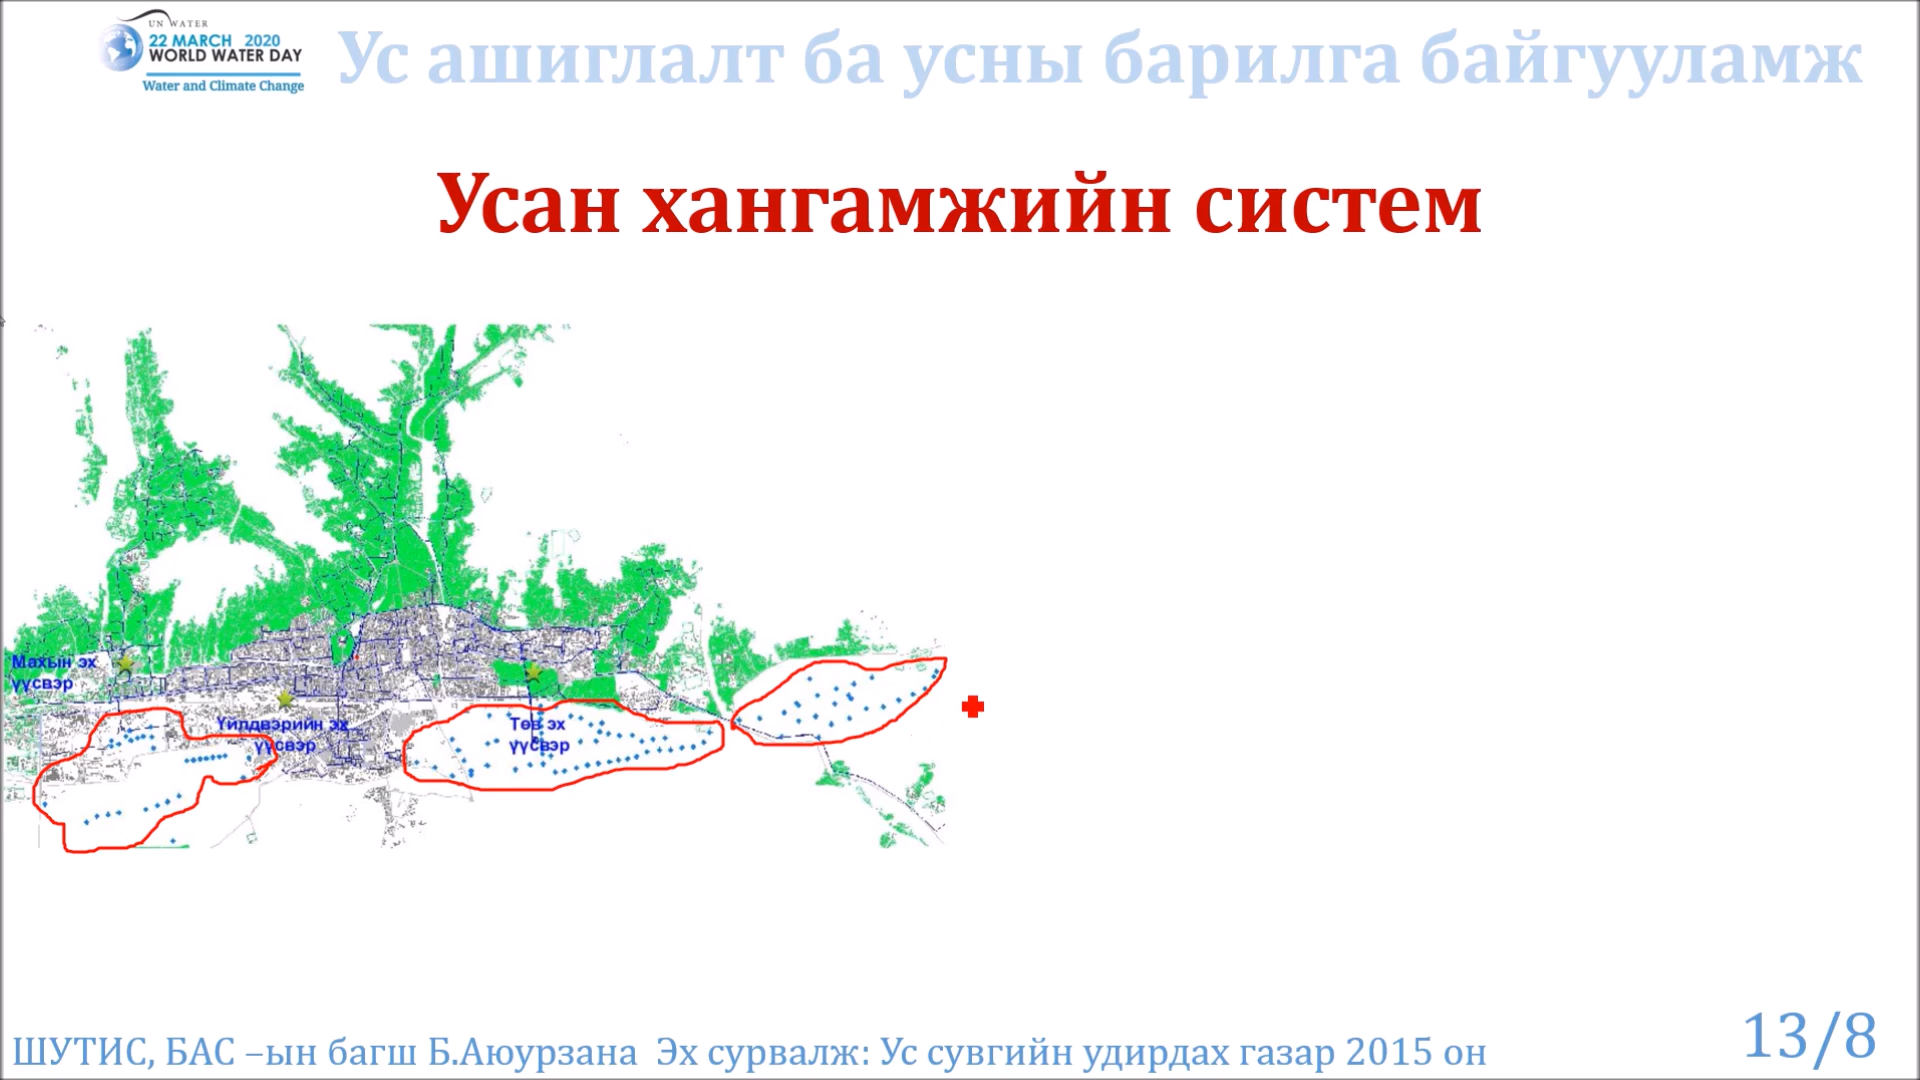 UN WATER
22 MARCH 2020
WORLD WATER DAY
Water and Climate Change
Ус ашиглалт ба усны барилга байгууламж
Усан хангамжийн систем
Махын эх
үүсвэр
Үйлдвэрийн эх
үүсвэр
Төв эх
үүсвэр
ШУТИС, БАС –ын багш Б.Аюурзана Эх сурвалж: Ус сувгийн удирдах газар 2015 он
13/8